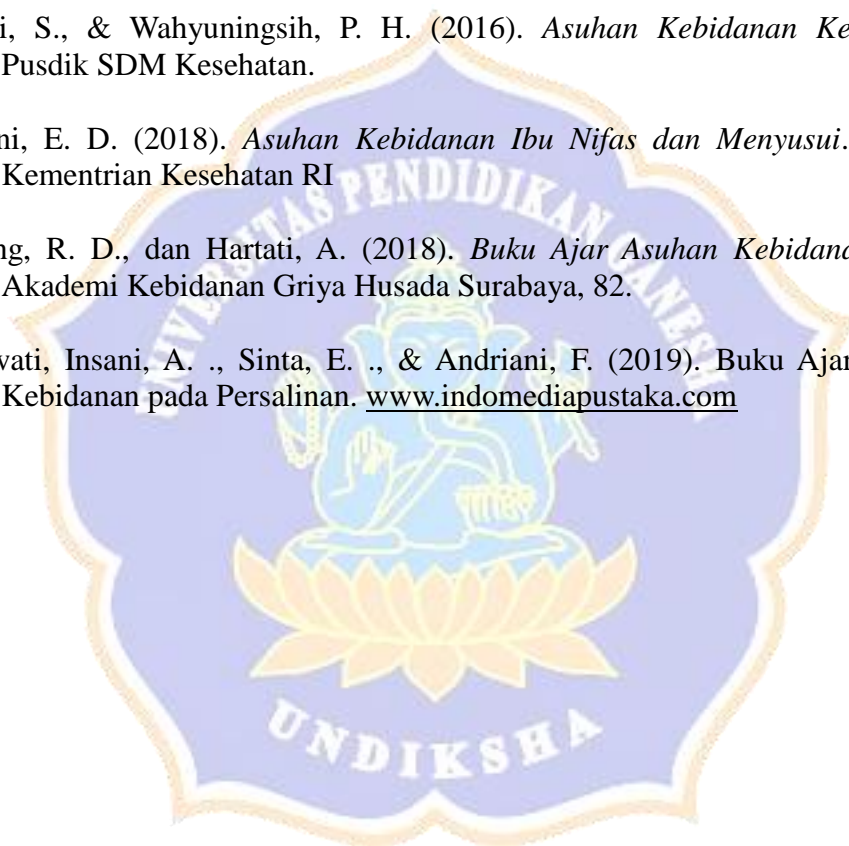 i, S., & Wahyuningsih, P. H. (2016). Asuhan Kebidanan Ke
Pusdik SDM Kesehatan.
ni, E. D. (2018). Asuhan Kebidanan Ibu Nifas dan Menyusui.
Kementrian Kesehatan RI
ng, R. D., dan Hartati, A. (2018). Buku Ajar Asuhan Kebidana
Akademi Kebidanan Griya Husada Surabaya, 82.
wati, Insani, A. ., Sinta, E. ., & Andriani, F. (2019). Buku Ajar
Kebidanan pada Persalinan. www.indomediapustaka.com
UNIVERSITAS PENDIDIKAN GANESHA
UNDIKSHA